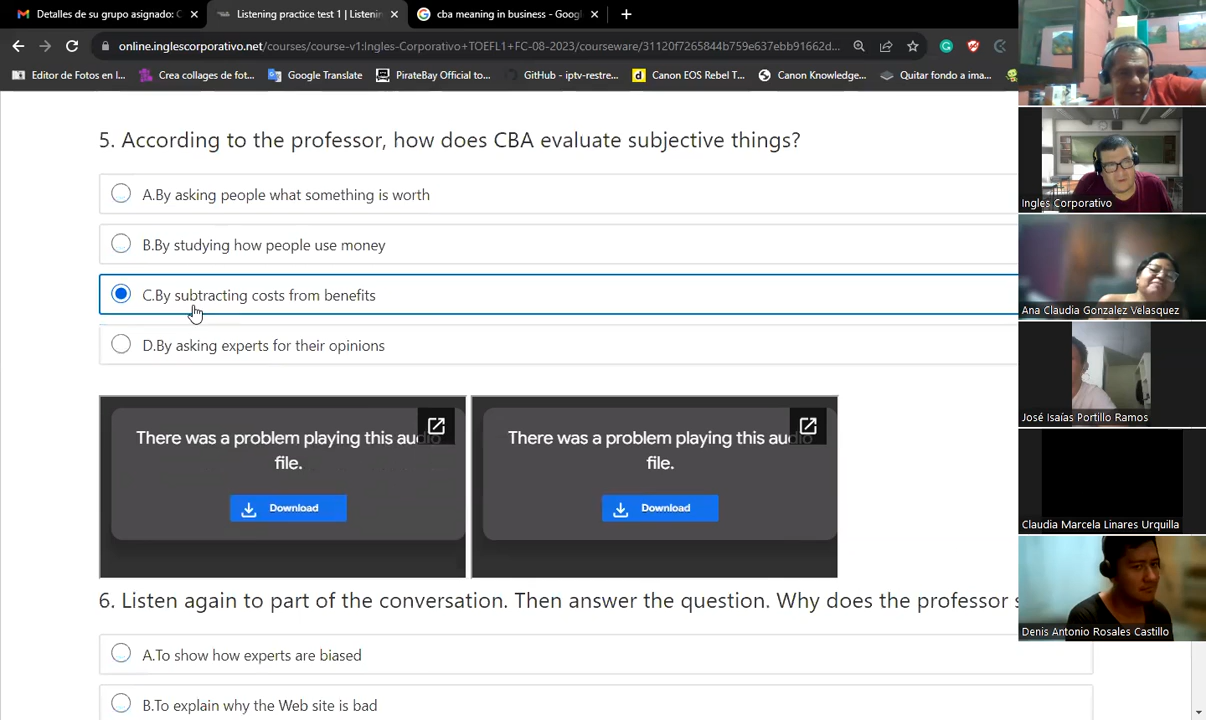 Detalles de su grupo asignado: C
Listening practice test 1 | Listenin
cba meaning in business - Google
online.inglescorporativo.net/courses/course-v1:Ingles-Corporativo+TOEFL1+FC-08-2023/courseware/31120f7265844b759e637ebb91662d...
Editor de Fotos en l...
Crea collages de fot...
Google Translate
PirateBay Official to...
GitHub - iptv-restre...
Canon EOS Rebel T...
Canon Knowledge...
Quitar fondo a ima...
5. According to the professor, how does CBA evaluate subjective things?
A.By asking people what something is worth
B.By studying how people use money
C.By subtracting costs from benefits
D.By asking experts for their opinions
There was a problem playing this audio
file.
Download
There was a problem playing this audio
file.
Download
6. Listen again to part of the conversation. Then answer the question. Why does the professor s
A.To show how experts are biased
B.To explain why the Web site is bad
Ingles Corporativo
Ana Claudia Gonzalez Velasquez
José Isaías Portillo Ramos
Claudia Marcela Linares Urquilla
Denis Antonio Rosales Castillo